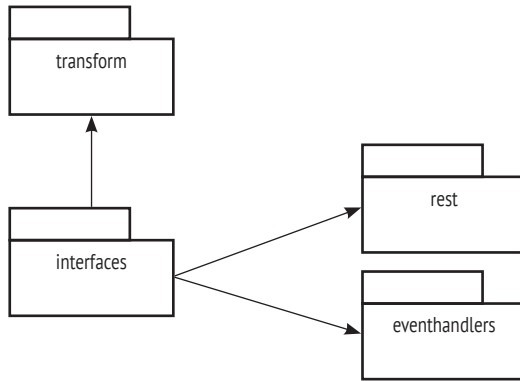 transform
rest
interfaces
eventhandlers